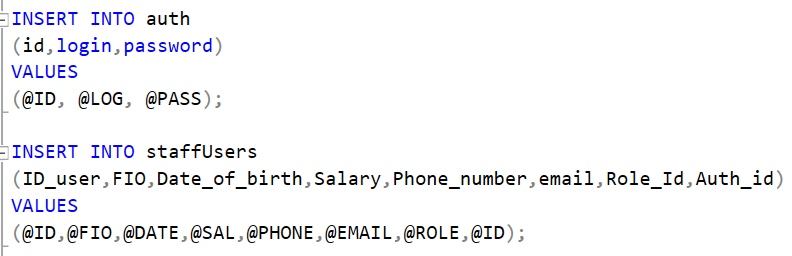 INSERT INTO auth
(id,login,password)
VALUES
(@ID, @LOG, @PASS);
INSERT INTO staffUsers
(ID_user,FIO,Date_of_birth,Salary,Phone_number,email,Role_Id,Auth_id)
VALUES
(@ID,@FIO,@DATE,@SAL,@PHONE,@EMAIL,@ROLE,@ID);